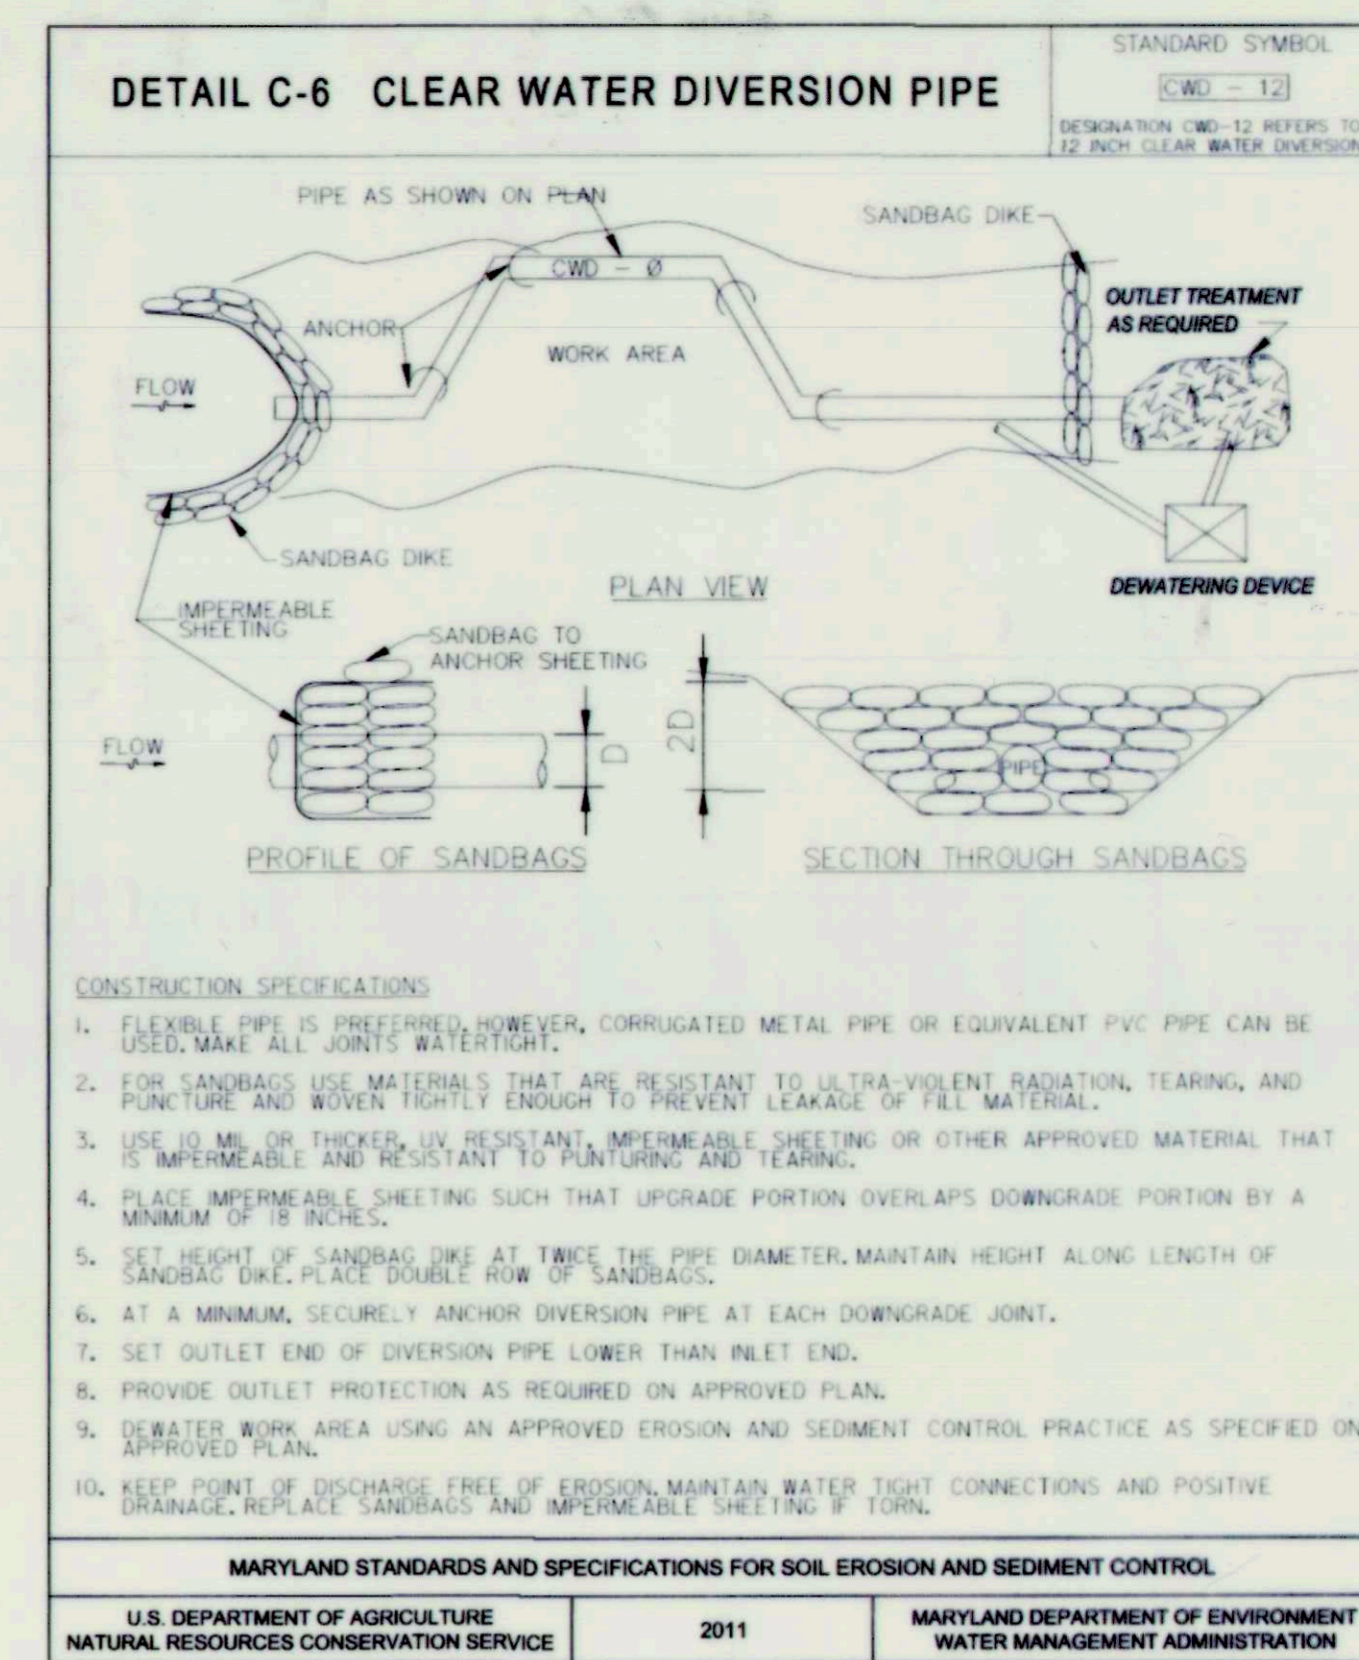 DETAIL C-6 CLEAR WATER DIVERSION PIPE
STANDARD SYMBOL
CWD - 12
DESIGNATION CWD-12 REFERS TO
12 INCH CLEAR WATER DIVERSION
PIPE AS SHOWN ON PLAN
SANDBAG DIKE
CWD - Ø
OUTLET TREATMENT
AS REQUIRED
ANCHOR
WORK AREA
FLOW
SANDBAG DIKE
PLAN VIEW
DEWATERING DEVICE
IMPERMEABLE
SHEETING
SANDBAG TO
ANCHOR SHEETING
FLOW
D
2D
PIPE
PROFILE OF SANDBAGS
SECTION THROUGH SANDBAGS
CONSTRUCTION SPECIFICATIONS
1. FLEXIBLE PIPE IS PREFERRED. HOWEVER, CORRUGATED METAL PIPE OR EQUIVALENT PVC PIPE CAN BE
USED. MAKE ALL JOINTS WATERTIGHT.
2. FOR SANDBAGS USE MATERIALS THAT ARE RESISTANT TO ULTRA-VIOLENT RADIATION, TEARING, AND
PUNCTURE AND WOVEN TIGHTLY ENOUGH TO PREVENT LEAKAGE OF FILL MATERIAL.
3. USE 10 MIL OR THICKER, UV RESISTANT, IMPERMEABLE SHEETING OR OTHER APPROVED MATERIAL THAT
IS IMPERMEABLE AND RESISTANT TO PUNTURING AND TEARING.
4. PLACE IMPERMEABLE SHEETING SUCH THAT UPGRADE PORTION OVERLAPS DOWNGRADE PORTION BY A
MINIMUM OF 18 INCHES.
5. SET HEIGHT OF SANDBAG DIKE AT TWICE THE PIPE DIAMETER. MAINTAIN HEIGHT ALONG LENGTH OF
SANDBAG DIKE. PLACE DOUBLE ROW OF SANDBAGS.
6. AT A MINIMUM, SECURELY ANCHOR DIVERSION PIPE AT EACH DOWNGRADE JOINT.
7. SET OUTLET END OF DIVERSION PIPE LOWER THAN INLET END.
8. PROVIDE OUTLET PROTECTION AS REQUIRED ON APPROVED PLAN.
9. DEWATER WORK AREA USING AN APPROVED EROSION AND SEDIMENT CONTROL PRACTICE AS SPECIFIED ON
APPROVED PLAN.
10. KEEP POINT OF DISCHARGE FREE OF EROSION. MAINTAIN WATER TIGHT CONNECTIONS AND POSITIVE
DRAINAGE. REPLACE SANDBAGS AND IMPERMEABLE SHEETING IF TORN.
MARYLAND STANDARDS AND SPECIFICATIONS FOR SOIL EROSION AND SEDIMENT CONTROL
U.S. DEPARTMENT OF AGRICULTURE
NATURAL RESOURCES CONSERVATION SERVICE
2011
MARYLAND DEPARTMENT OF ENVIRONMENT
WATER MANAGEMENT ADMINISTRATION